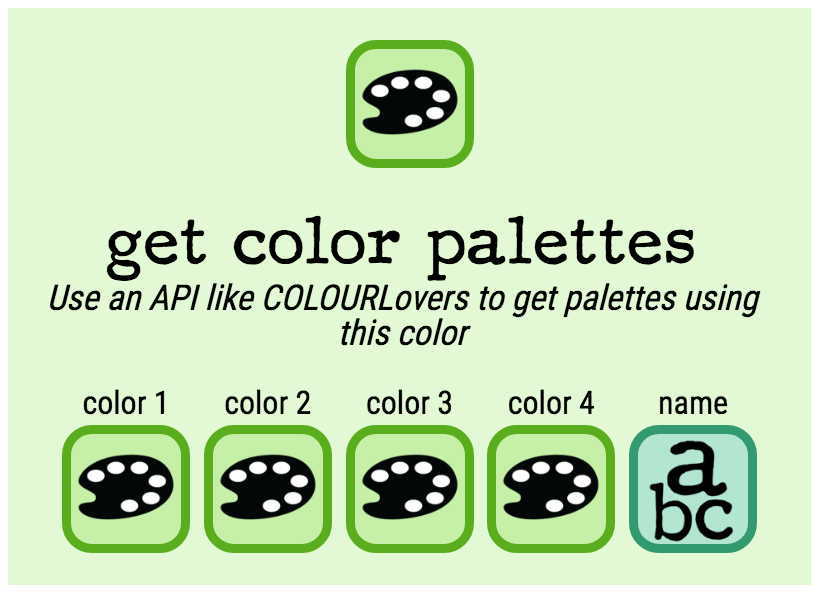 get color palettes
Use an API like COLOURLovers to get palettes using
this color
color 1 color 2 color 3 color 4 name
a
bc